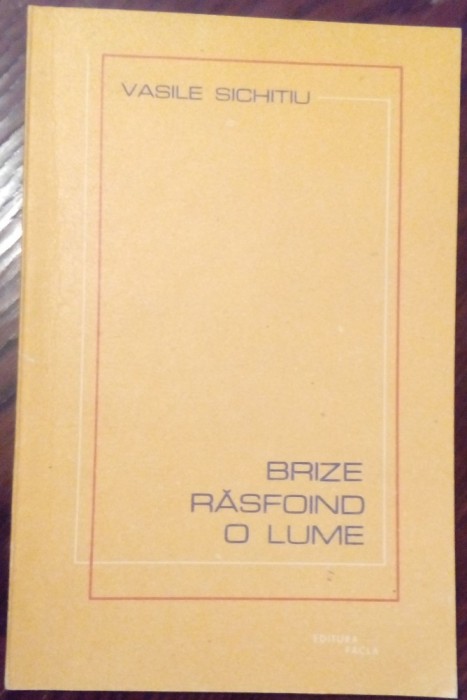 VASILE SICHITIU
BRIZE
RĂSFOIND
O LUME
EDITURA
FACLA